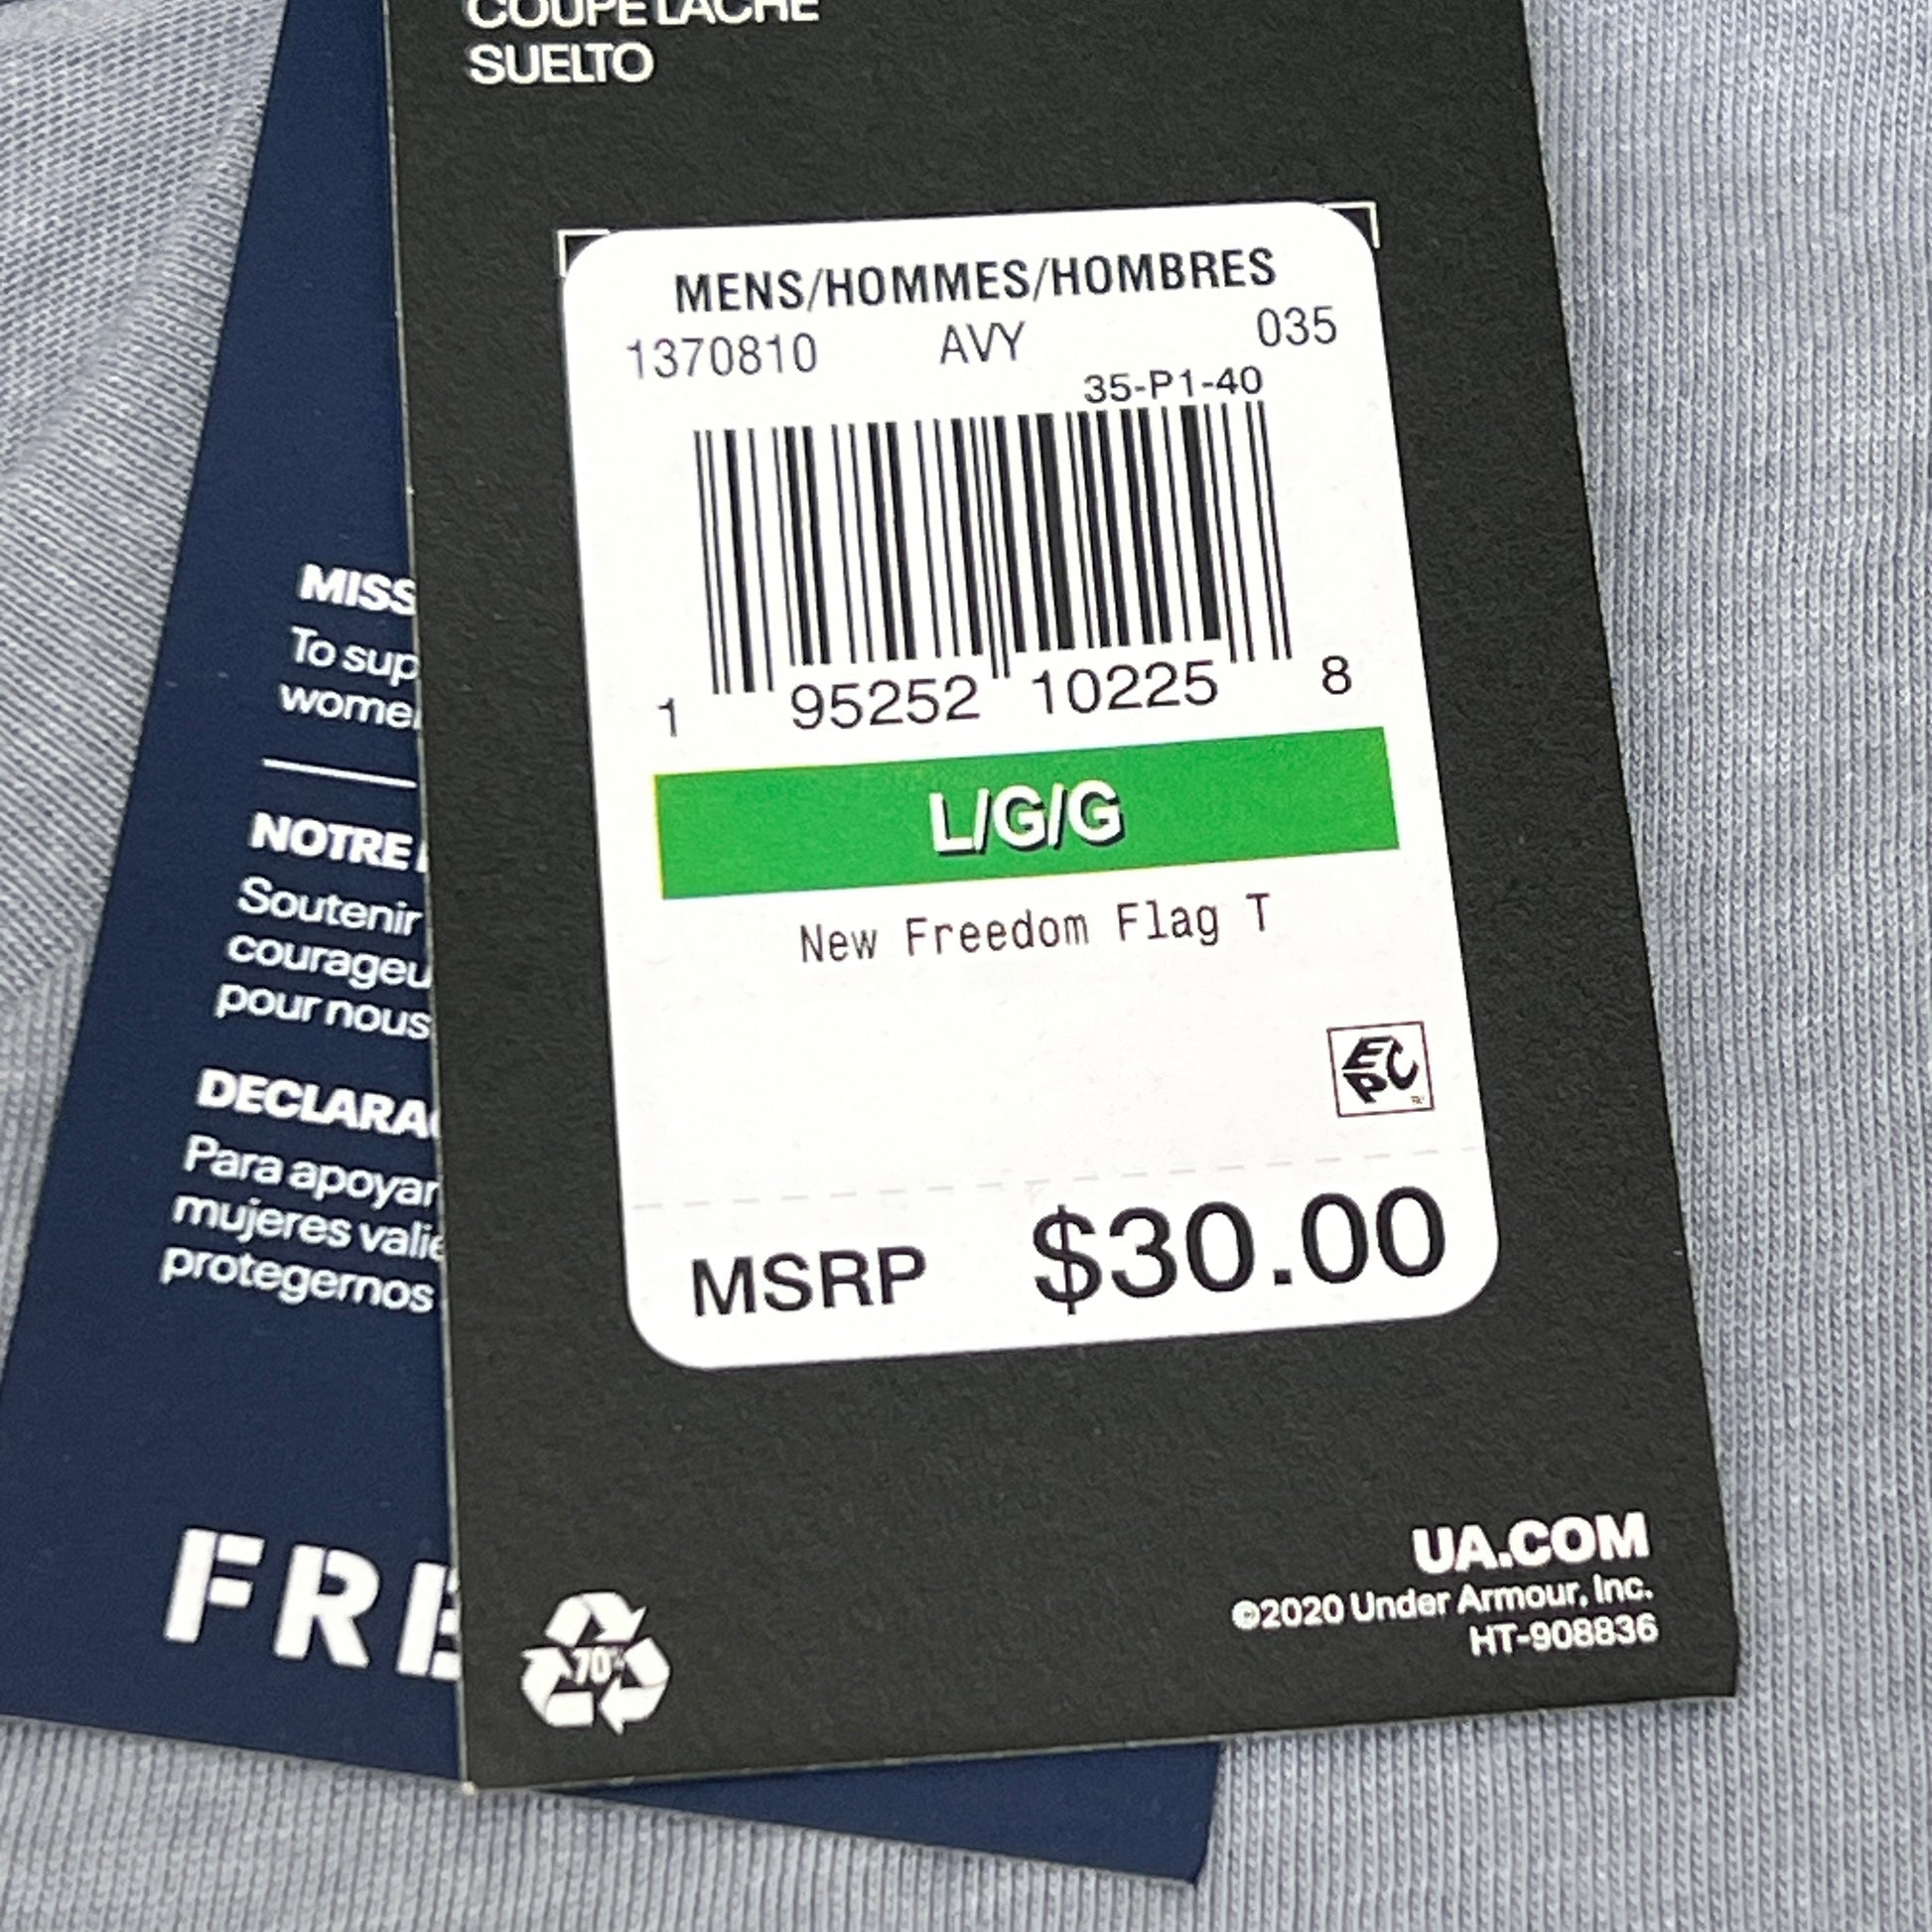 COUPE LACHE
SUELTO
MENS/HOMMES/HOMBRES
1370810 AVY 035
35-P1-40
1 95252 10225 8
L/G/G
New Freedom Flag T
EPC
MSRP $30.00
UA.COM
©2020 Under Armour, Inc.
HT-908836
70%
MISS
To sup
women
NOTRE
Soutenir
courageu
pour nous
DECLARA
Para apoyar
mujeres valie
protegernos
FRE